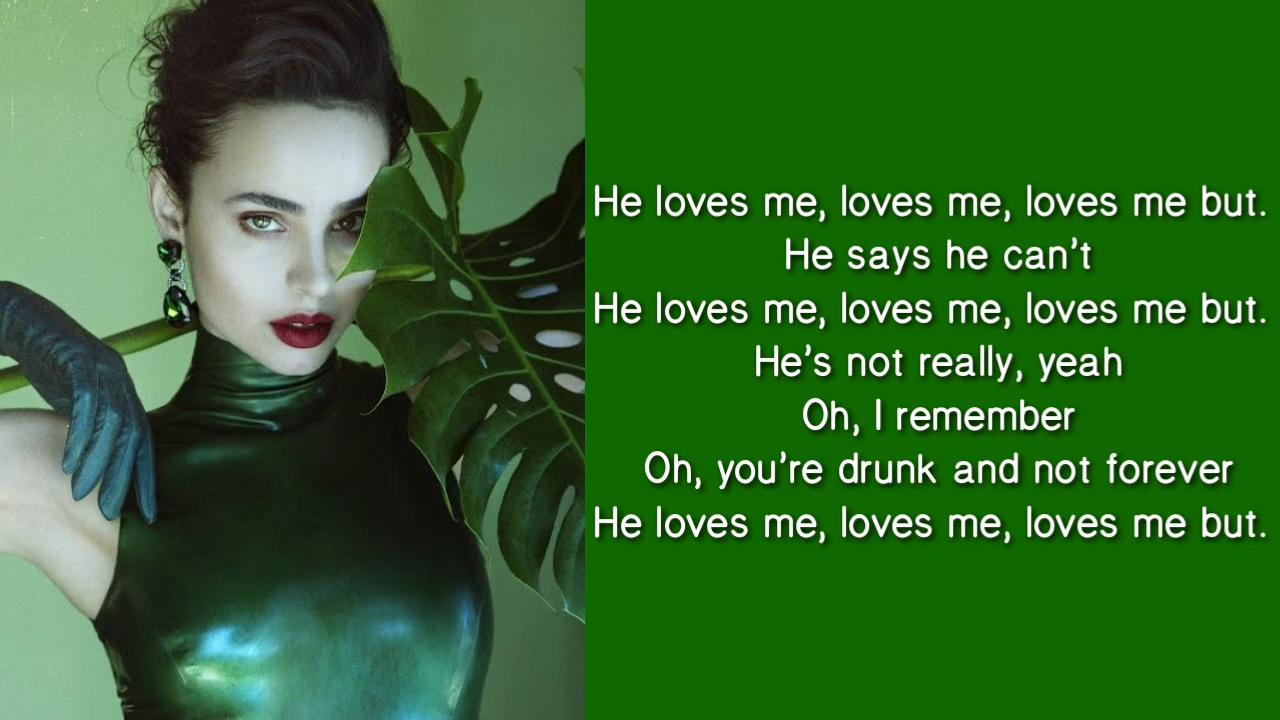 He loves me, loves me, loves me but.
He says he can't
He loves me, loves me, loves me but.
He's not really, yeah
Oh, I remember
Oh, you're drunk and not forever
He loves me, loves me, loves me but.